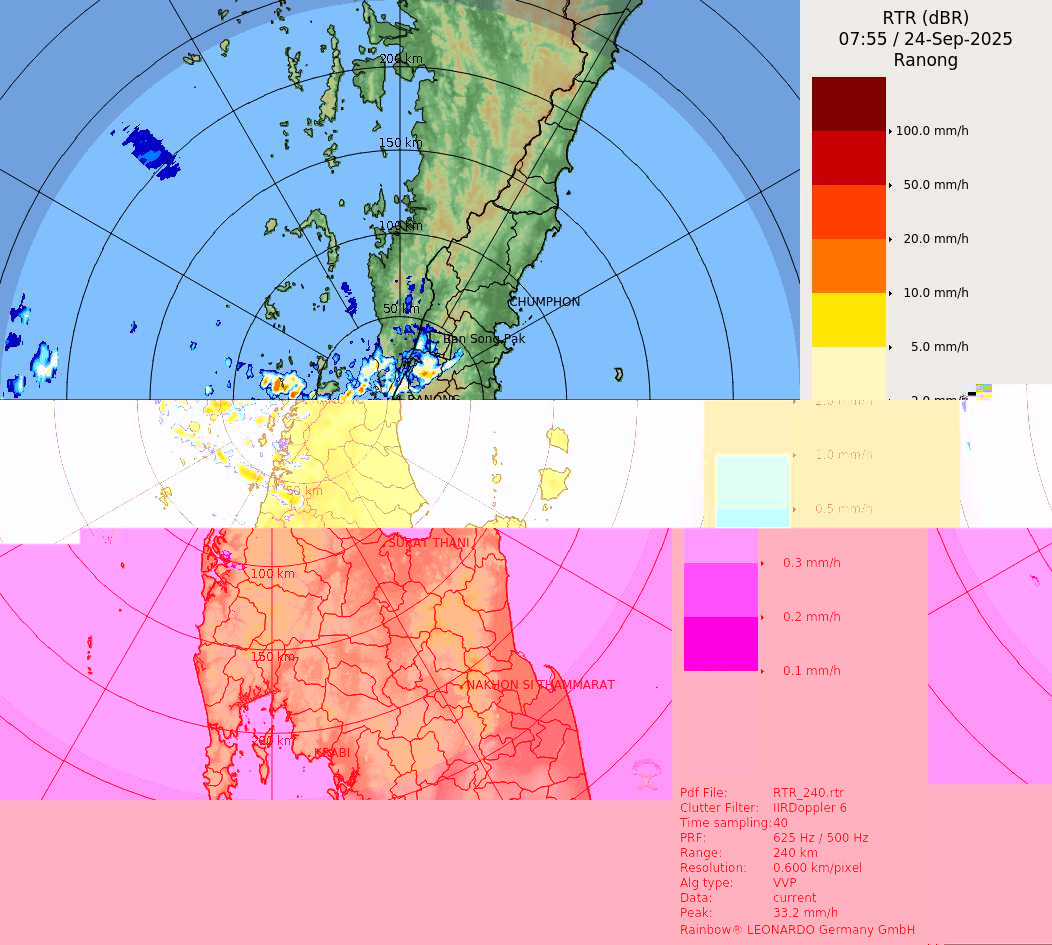 RTR (dBR)
07:55 / 24-Sep-2025
Ranong
100.0 mm/h
50.0 mm/h
20.0 mm/h
10.0 mm/h
5.0 mm/h
1.0 mm/h
0.5 mm/h
0.3 mm/h
0.2 mm/h
0.1 mm/h
200 km
150 km
100 km
50 km
CHUMPHON
Ban Song Pak
RANONG
50 km
SURAT THANI
100 km
150 km
NAKHON SI THAMMARAT
200 km
KRABI
Pdf File: RTR_240.rtr
Clutter Filter: IIRDoppler 6
Time sampling: 40
PRF: 625 Hz / 500 Hz
Range: 240 km
Resolution: 0.600 km/pixel
Alg type: VVP
Data: current
Peak: 33.2 mm/h
Rainbow® LEONARDO Germany GmbH